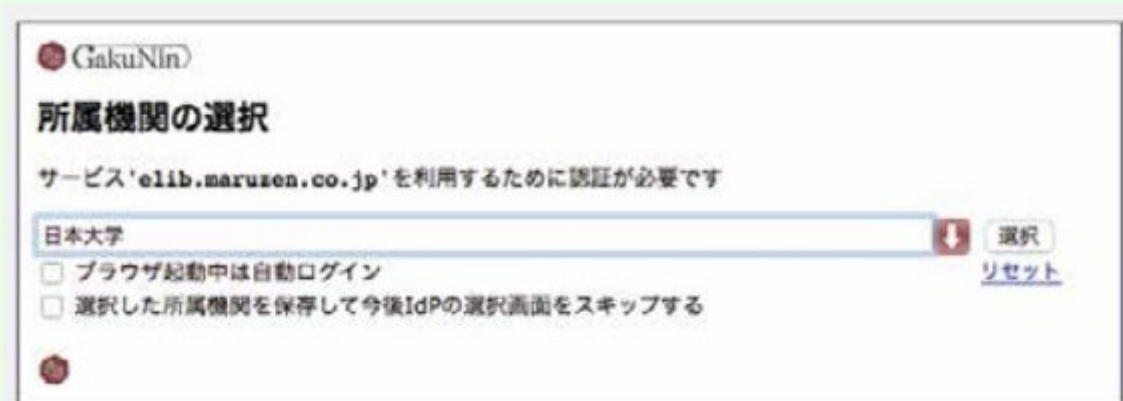 GakuNin
所属機関の選択
サービス'elib.maruzen.co.jp'を利用するために認証が必要です
日本大学
選択
ブラウザ起動中は自動ログイン
リセット
選択した所属機関を保存して今後IdPの選択画面をスキップする